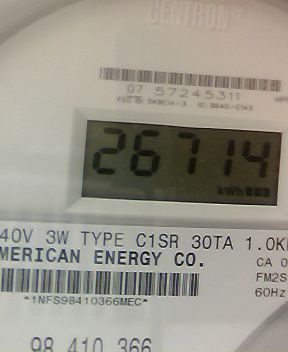 CENTRON®
07 57245311
26714
kWh
40V 3W TYPE C1SR 30TA 1.0K
MERICAN ENERGY CO.
CA 0
FM2S
60Hz
*1NFS98410366MEC*
98 410 366